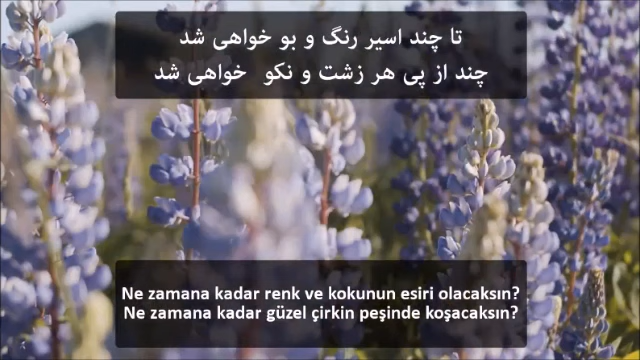 تا چند اسیر رنگ و بو خواهی شد
چند از پی هر زشت و نکو خواهی شد
Ne zamana kadar renk ve kokunun esiri olacaksın?
Ne zamana kadar güzel çirkin peşinde koşacaksın?